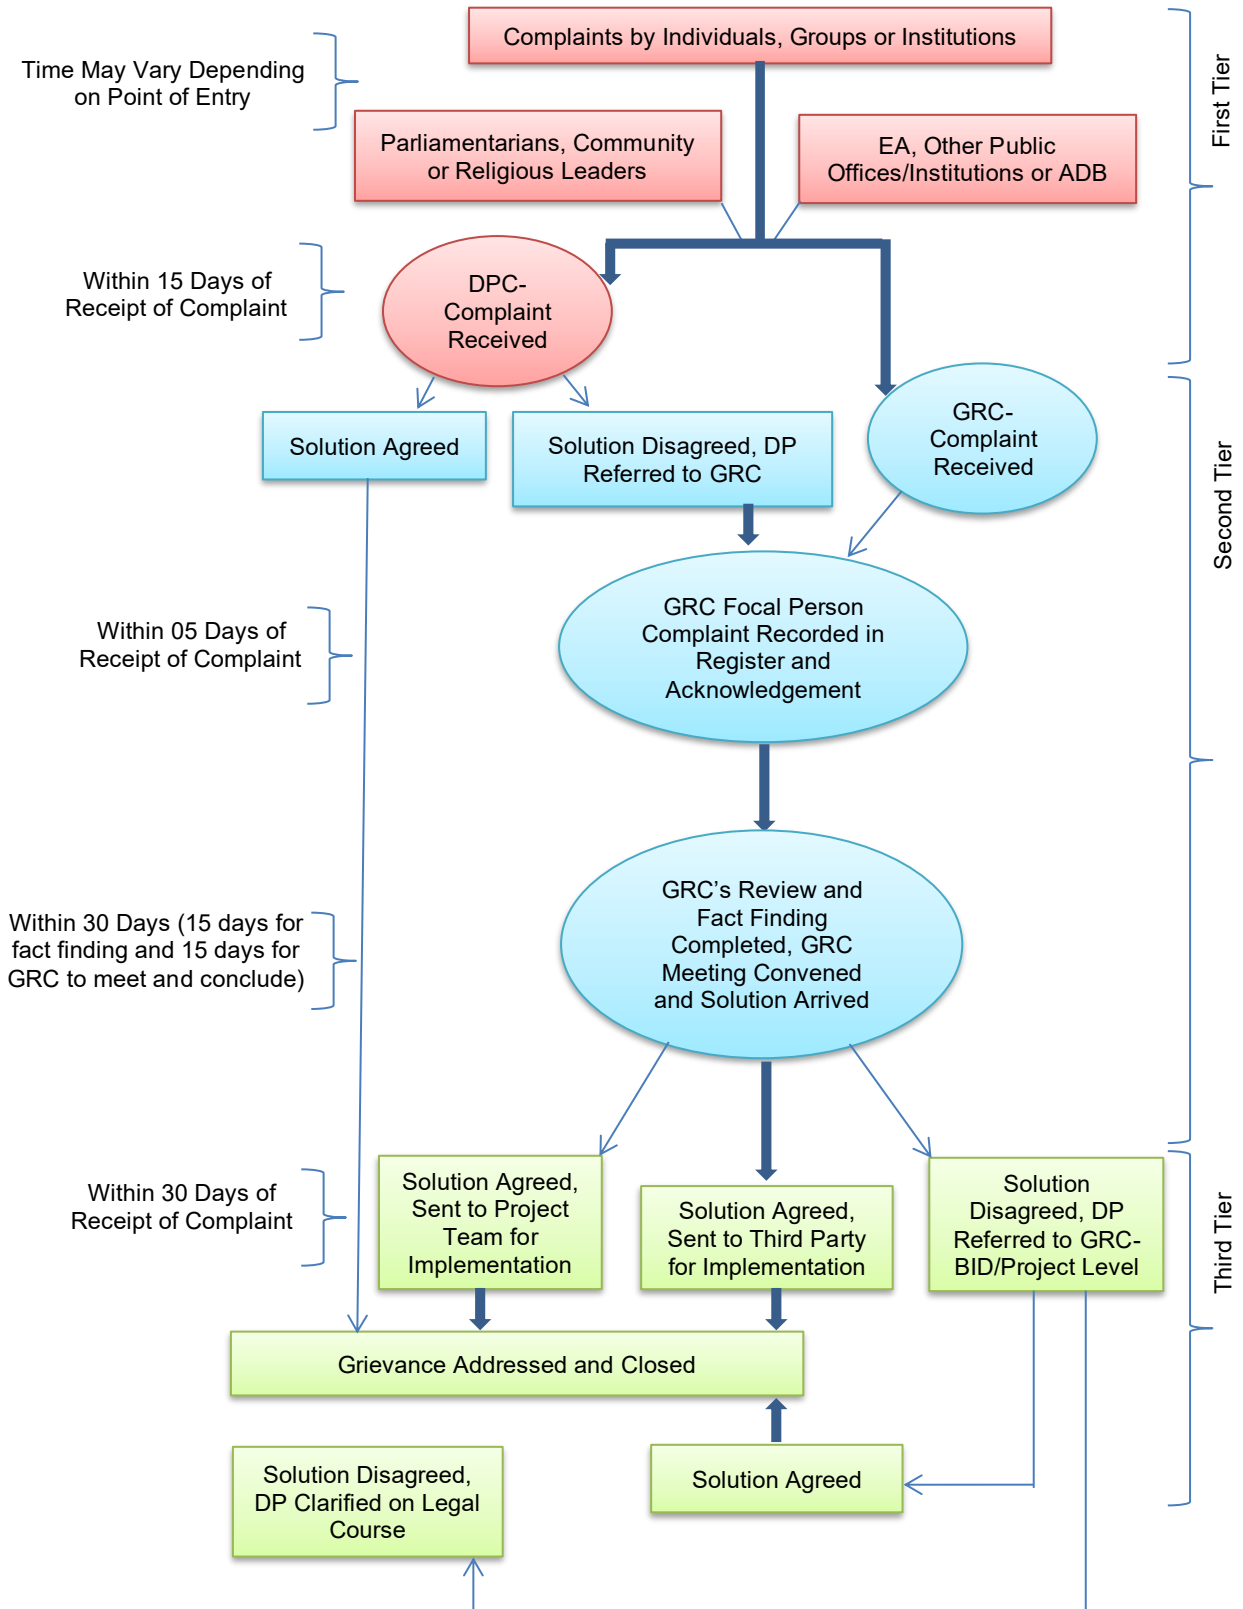 Complaints by Individuals, Groups or Institutions
Time May Vary Depending
on Point of Entry
First Tier
Parliamentarians, Community
or Religious Leaders
EA, Other Public
Offices/Institutions or ADB
Within 15 Days of
Receipt of Complaint
DPC-
Complaint
Received
Solution Agreed
Solution Disagreed, DP
Referred to GRC
GRC-
Complaint
Received
Second Tier
Within 05 Days of
Receipt of Complaint
GRC Focal Person
Complaint Recorded in
Register and
Acknowledgement
Within 30 Days (15 days for
fact finding and 15 days for
GRC to meet and conclude)
GRC’s Review and
Fact Finding
Completed, GRC
Meeting Convened
and Solution Arrived
Within 30 Days of
Receipt of Complaint
Solution Agreed,
Sent to Project
Team for
Implementation
Solution Agreed,
Sent to Third Party
for Implementation
Solution
Disagreed, DP
Referred to GRC-
BID/Project Level
Third Tier
Grievance Addressed and Closed
Solution Disagreed,
DP Clarified on Legal
Course
Solution Agreed